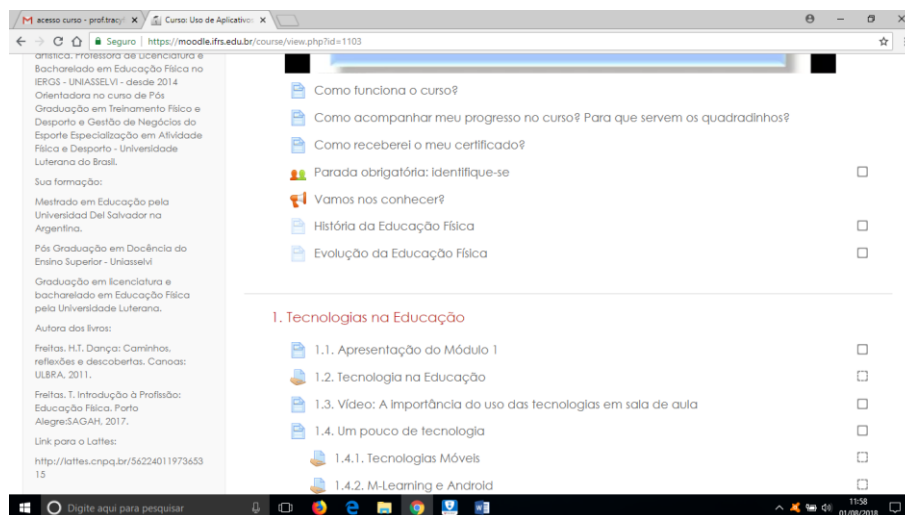 acesso curso - prof.tracy
Curso: Uso de Aplicativo
Seguro
https://moodle.ifrs.edu.br/course/view.php?id=1103
artística. Professora de Licenciatura e
Bacharelado em Educação Física no
IERGS - UNIASSELVI - desde 2014
Orientadora no curso de Pós
Graduação em Treinamento Físico e
Desporto e Gestão de Negócios do
Esporte Especialização em Atividade
Física e Desporto - Universidade
Luterana do Brasil.
Sua formação:
Mestrado em Educação pela
Universidad Del Salvador na
Argentina.
Pós Graduação em Docência do
Ensino Superior - Uniasselvi
Graduação em licenciatura e
bacharelado em Educação Física
pela Universidade Luterana.
Autora dos livros:
Freitas. H.T. Dança: Caminhos,
reflexões e descobertas. Canoas:
ULBRA, 2011.
Freitas. T. Introdução à Profissão:
Educação Física. Porto
Alegre:SAGAH, 2017.
Link para o Lattes:
http://lattes.cnpq.br/56224011973653
15
Como funciona o curso?
Como acompanhar meu progresso no curso? Para que servem os quadradinhos?
Como receberei o meu certificado?
Parada obrigatória: identifique-se
Vamos nos conhecer?
História da Educação Física
Evolução da Educação Física
1. Tecnologias na Educação
1.1. Apresentação do Módulo 1
1.2. Tecnologia na Educação
1.3. Vídeo: A importância do uso das tecnologias em sala de aula
1.4. Um pouco de tecnologia
1.4.1. Tecnologias Móveis
1.4.2. M-Learning e Android
Digite aqui para pesquisar
11:58
01/08/2018